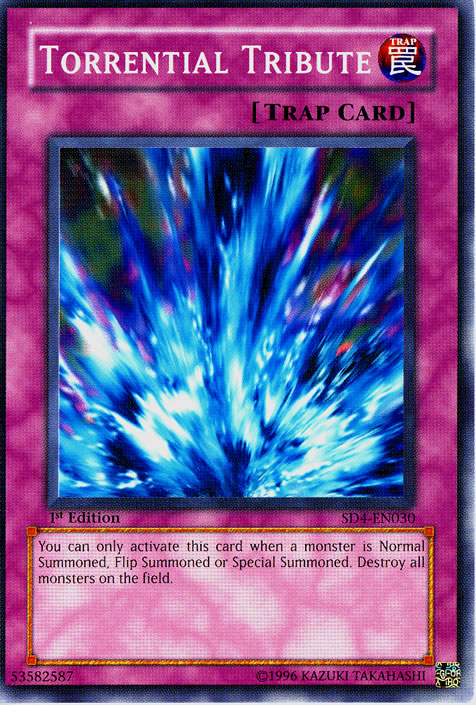 TORRENTIAL TRIBUTE
TRAP
罠
[TRAP CARD]
1st Edition
SD4-EN030
You can only activate this card when a monster is Normal
Summoned, Flip Summoned or Special Summoned. Destroy all
monsters on the field.
53582587
©1996 KAZUKI TAKAHASHI